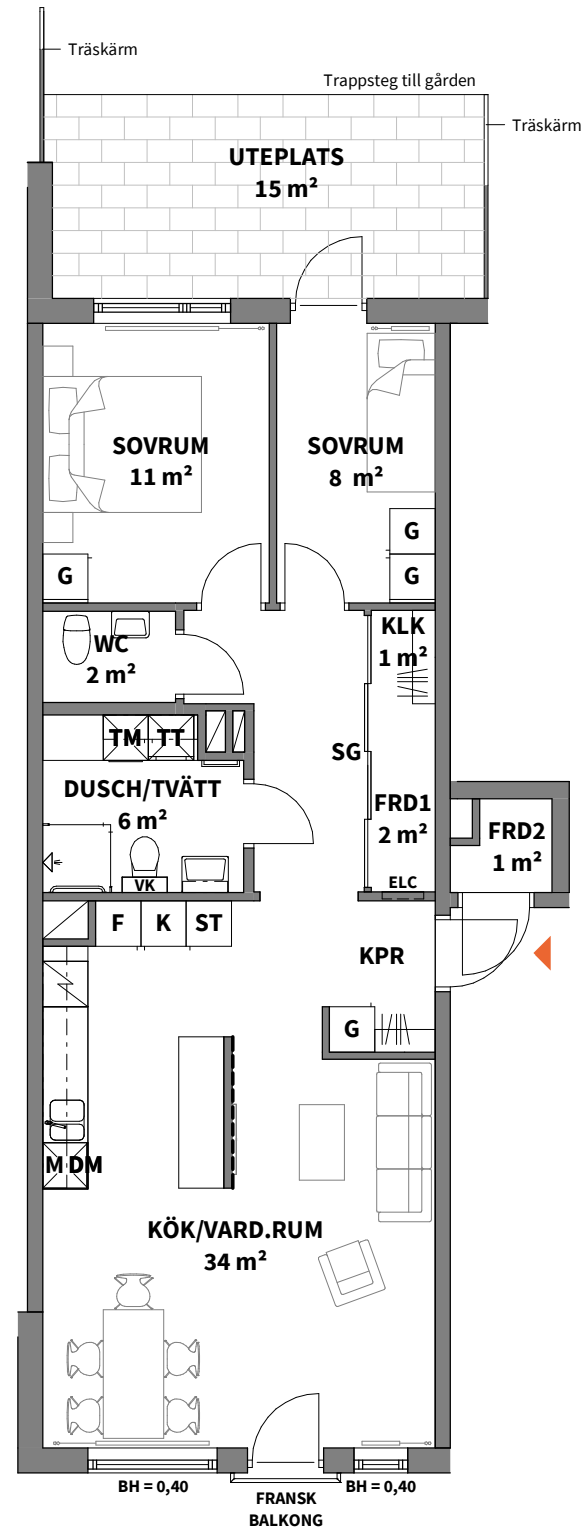 Träskärm
Trappsteg till gården
Träskärm
UTEPLATS
15 m²
SOVRUM
11 m²
SOVRUM
8 m²
G
G
G
WC
2 m²
KLK
1 m²
TM
TT
SG
DUSCH/TVÄTT
6 m²
FRD1
2 m²
FRD2
1 m²
VK
ELC
F
K
ST
KPR
G
M DM
KÖK/VARD.RUM
34 m²
BH = 0,40
BH = 0,40
FRANSK
BALKONG